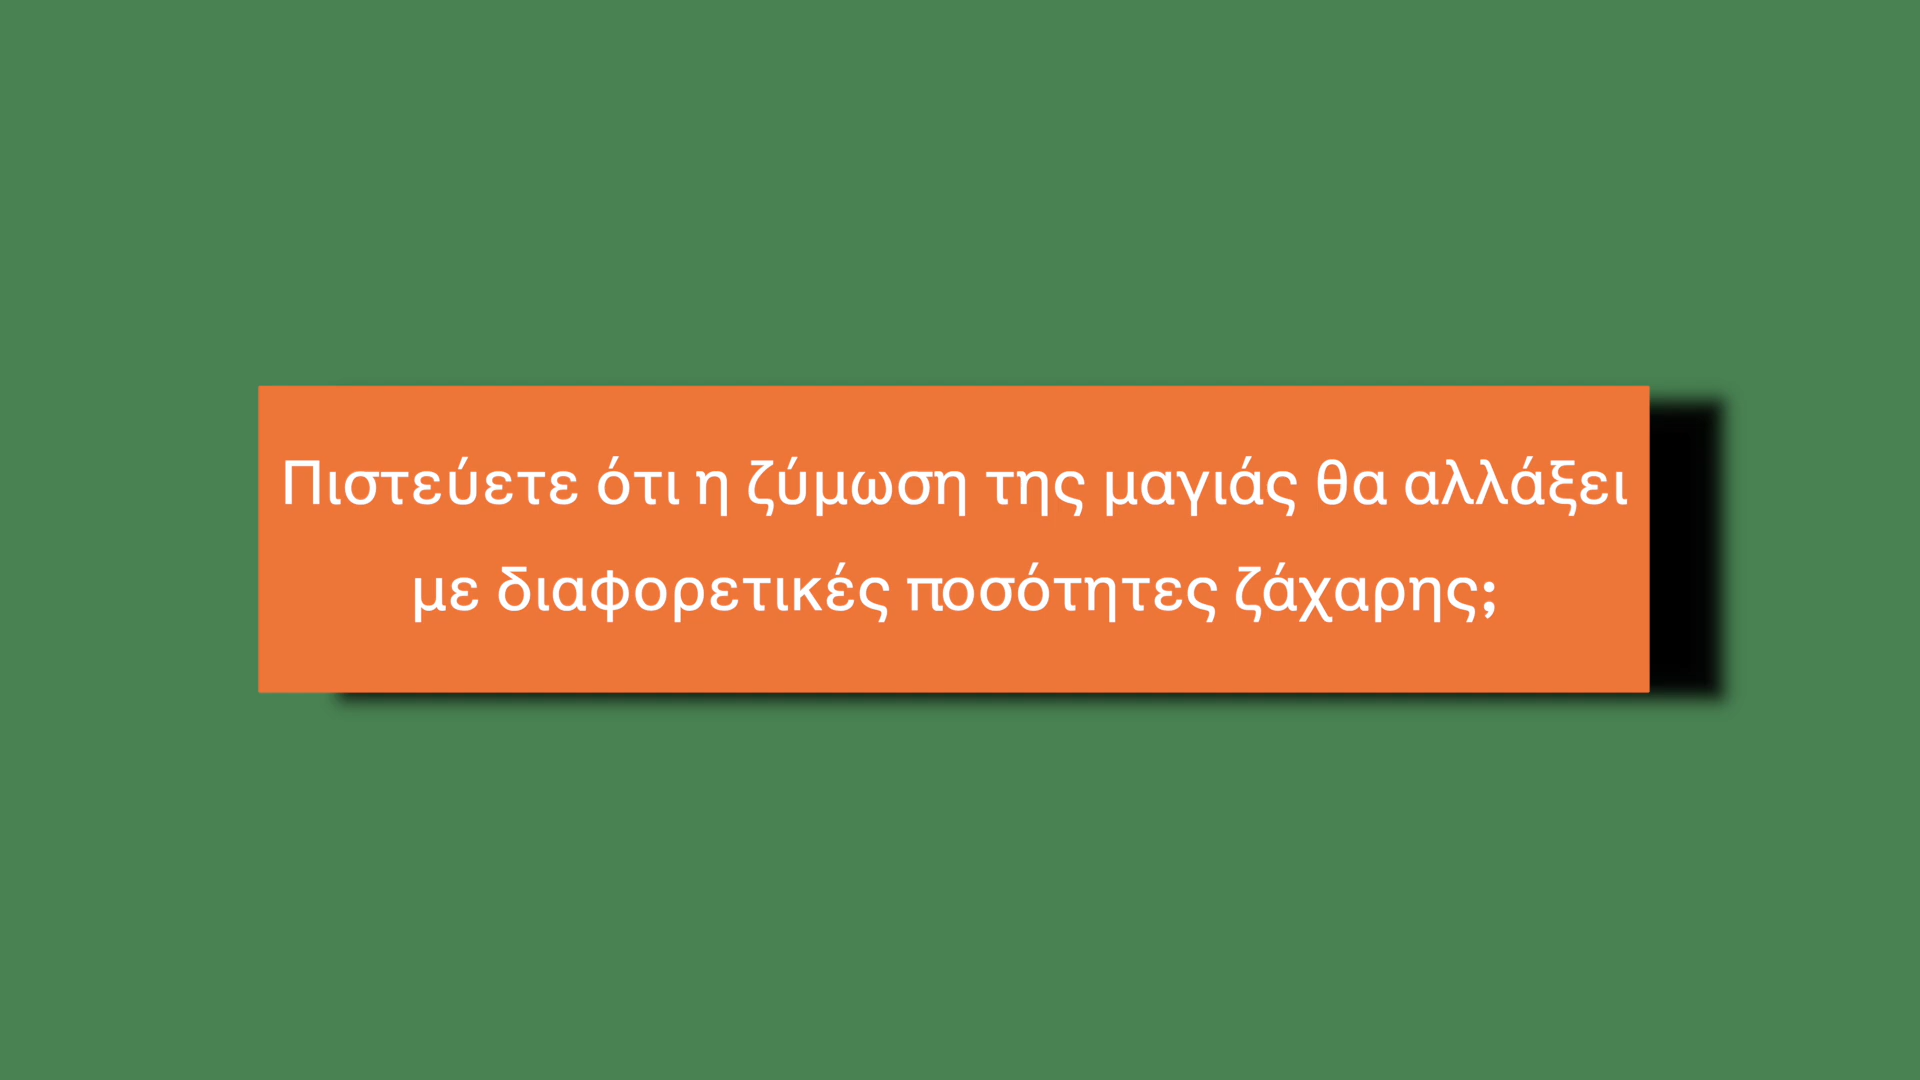 Πιστεύετε ότι η ζύμωση της μαγιάς θα αλλάξει
με διαφορετικές ποσότητες ζάχαρης;